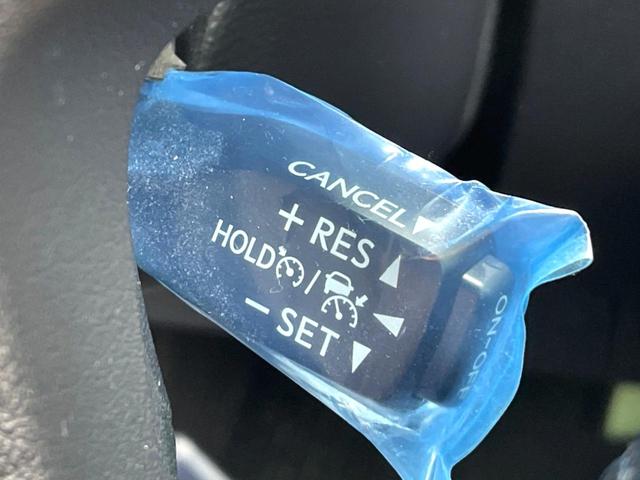 CANCEL ▼
+ RES ▲
HOLD /
− SET ▼
ON-OFF